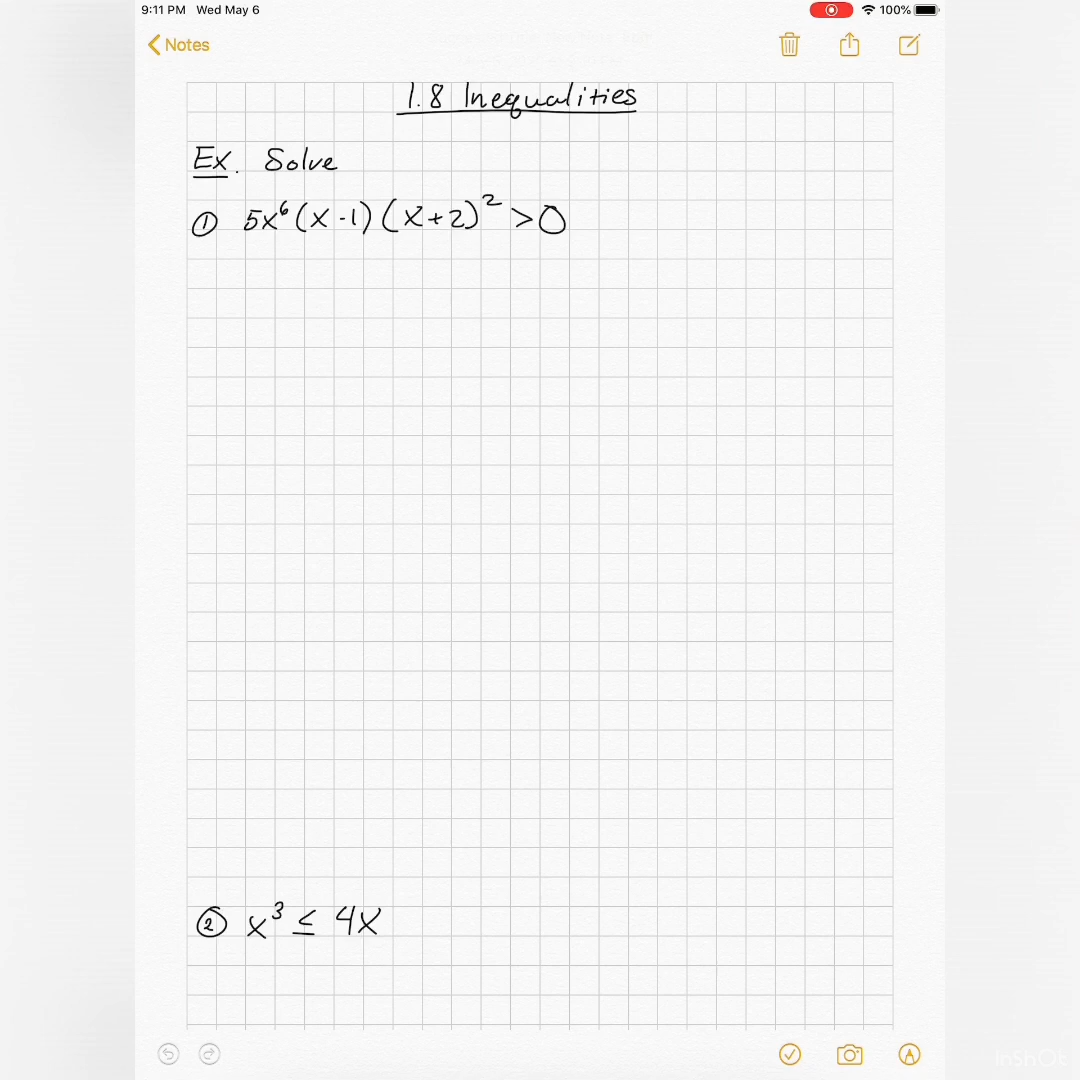 9:11 PM Wed May 6 100%
Notes
1.8 Inequalities
Ex. Solve
① 5x⁶(x-1)(x+2)² >0
② x³ ≤ 4x
InShOt